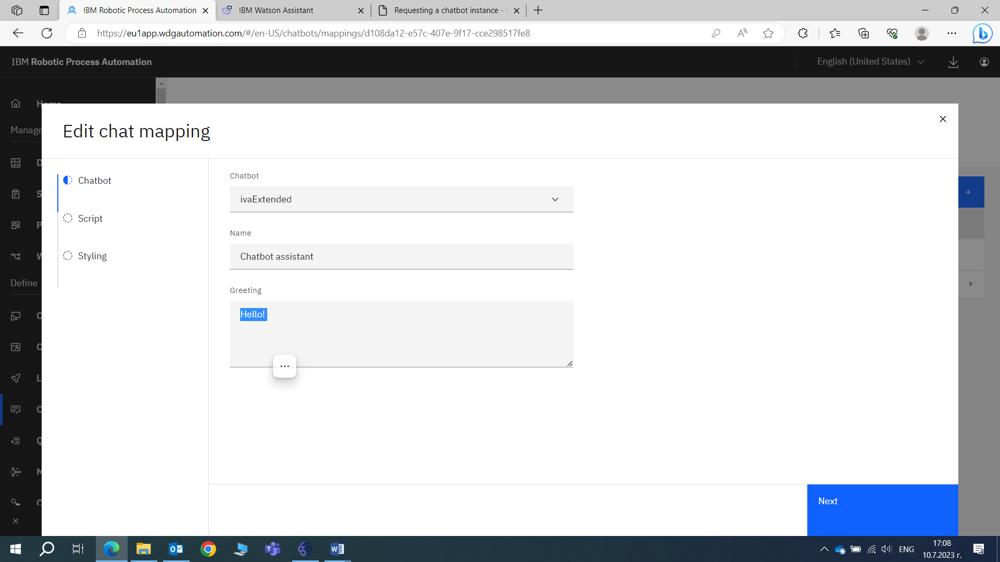 IBM Robotic Process Automation
IBM Watson Assistant
Requesting a chatbot instance -
https://eu1app.wdgautomation.com/#/en-US/chatbots/mappings/d108da12-e57c-407e-9f17-cce298517fe8
IBM Robotic Process Automation
English (United States)
Home
Manage
Edit chat mapping
D
S
P
W
Define
C
C
L
C
Q
M
C
Chatbot
Script
Styling
Chatbot
ivaExtended
Name
Chatbot assistant
Greeting
Hello!
...
Next
ENG
17:08
10.7.2023 г.